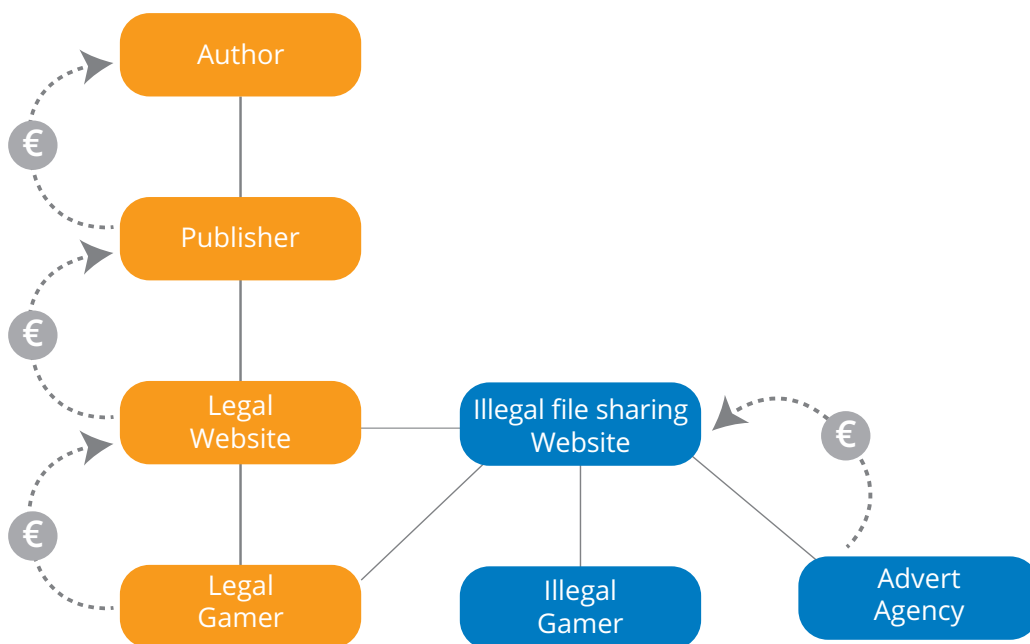 Author
€
Publisher
€
Legal
Website
Illegal file sharing
Website
€
€
Legal
Gamer
Illegal
Gamer
Advert
Agency